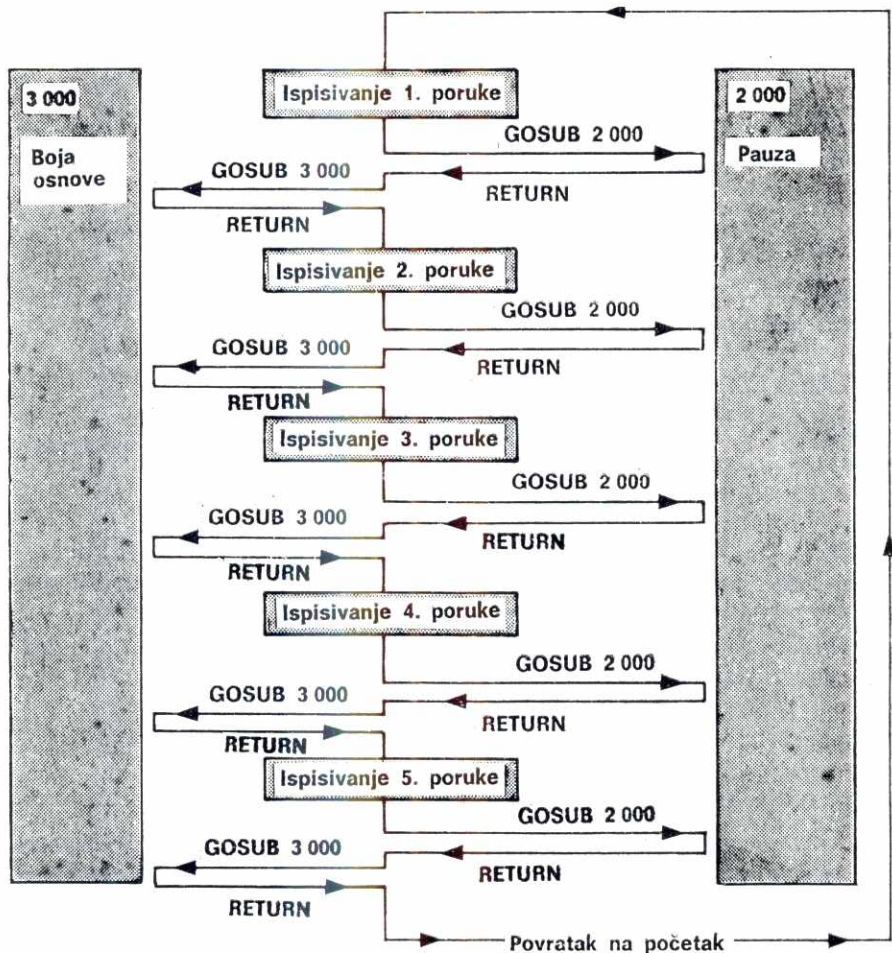 3 000
Boja
osnove
2 000
Pauza
Ispisivanje 1. poruke
GOSUB 2 000
RETURN
GOSUB 3 000
RETURN
Ispisivanje 2. poruke
GOSUB 2 000
RETURN
GOSUB 3 000
RETURN
Ispisivanje 3. poruke
GOSUB 2 000
RETURN
GOSUB 3 000
RETURN
Ispisivanje 4. poruke
GOSUB 2 000
RETURN
GOSUB 3 000
RETURN
Ispisivanje 5. poruke
GOSUB 2 000
RETURN
GOSUB 3 000
RETURN
Povratak na početak